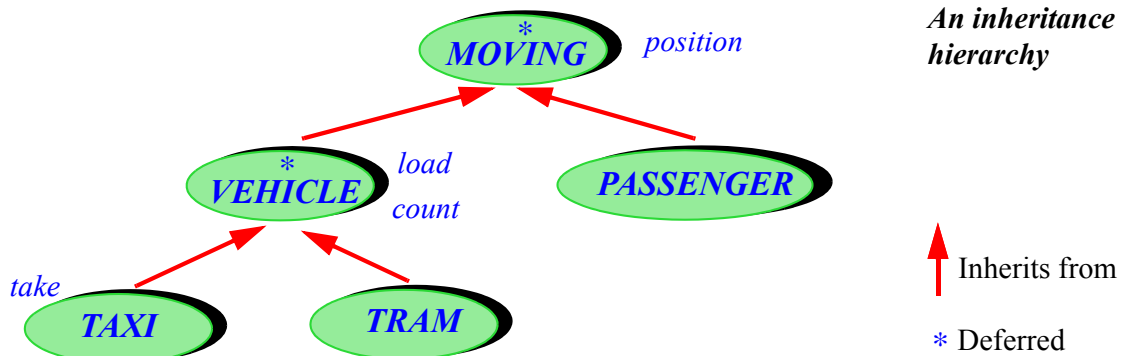 *
MOVING
position
An inheritance
hierarchy
*
VEHICLE
load
count
PASSENGER
take
TAXI
TRAM
Inherits from
* Deferred